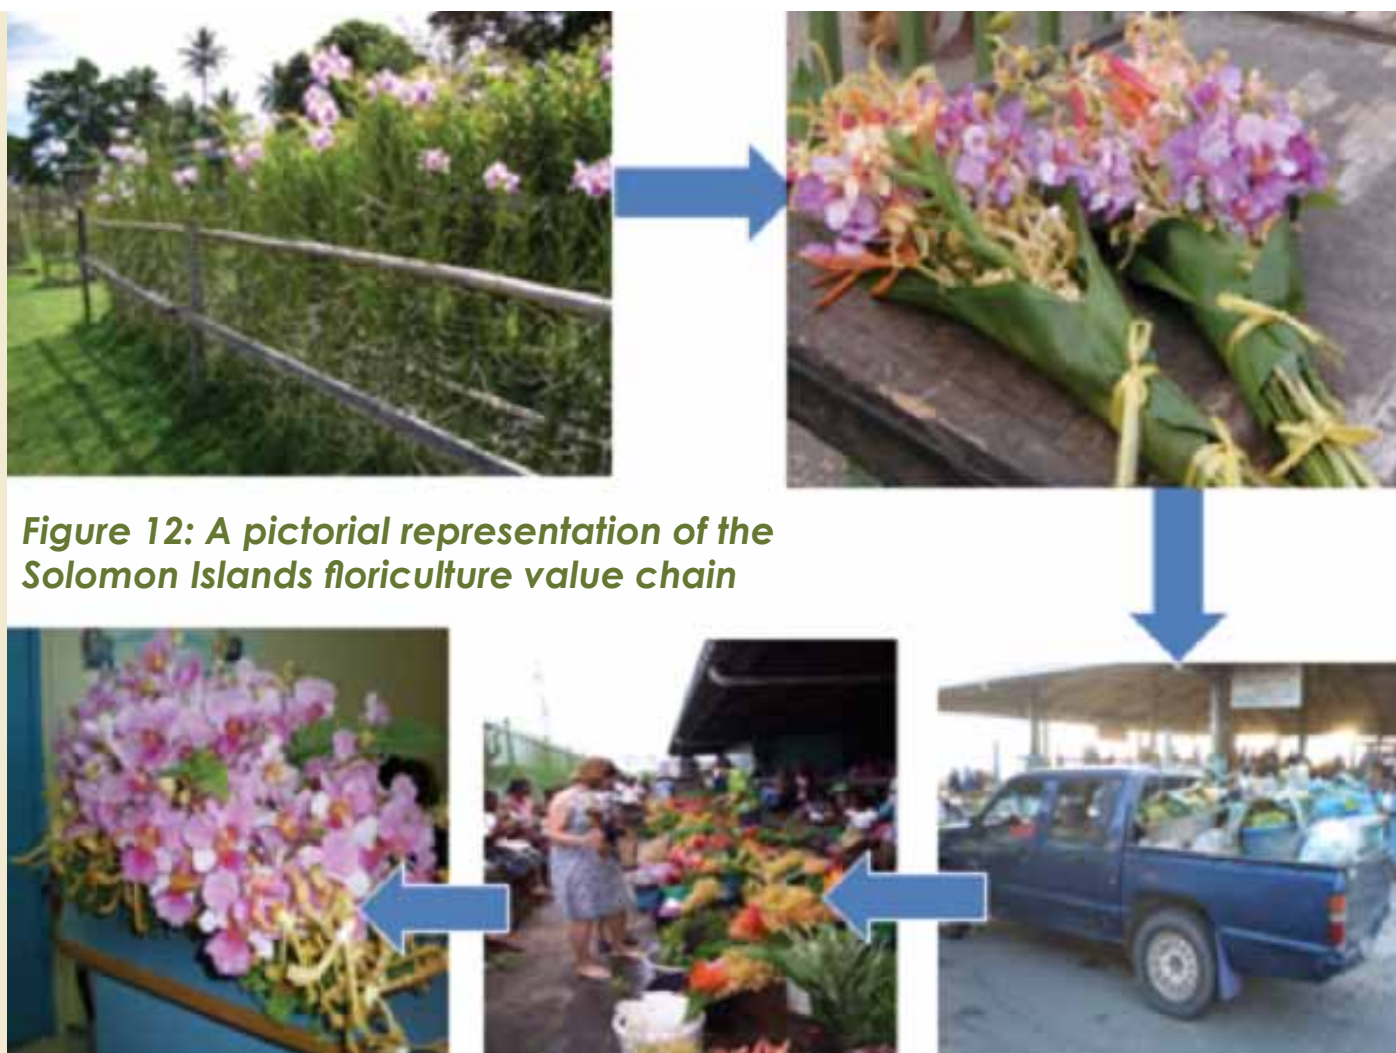 Figure 12: A pictorial representation of the
Solomon Islands floriculture value chain